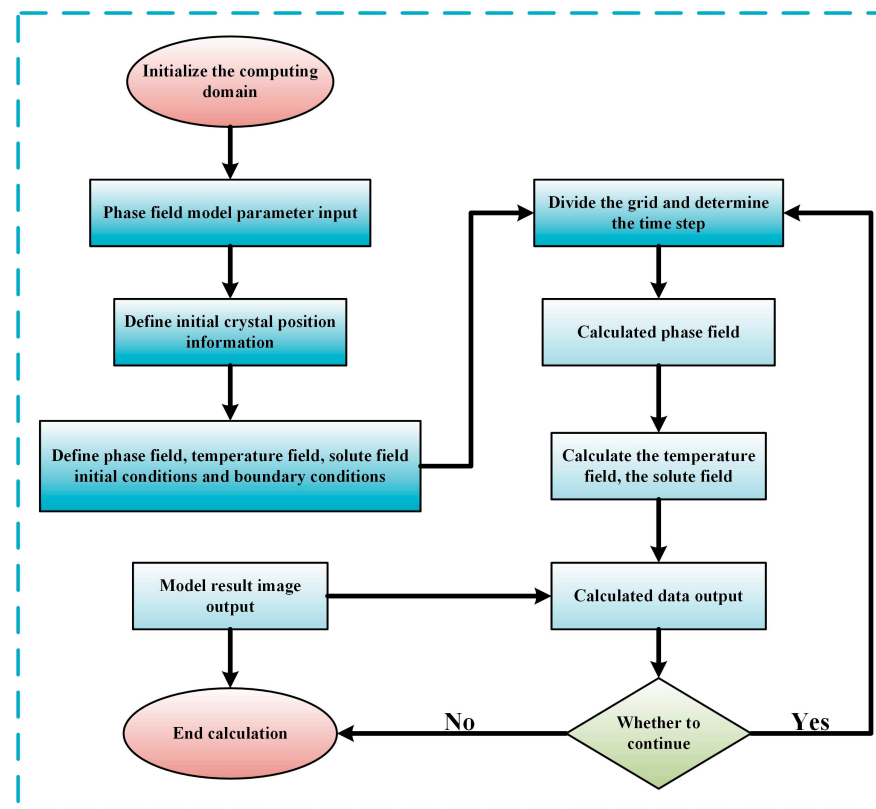 Initialize the computing
domain
Phase field model parameter input
Define initial crystal position
information
Define phase field, temperature field, solute field
initial conditions and boundary conditions
Divide the grid and determine
the time step
Calculated phase field
Calculate the temperature
field, the solute field
Model result image
output
Calculated data output
End calculation
No
Whether to
continue
Yes